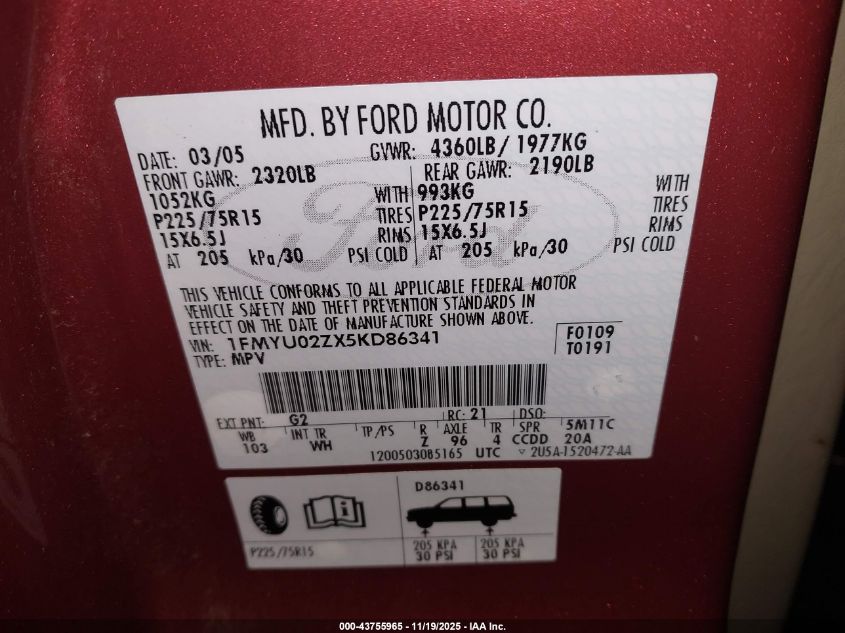 MFD. BY FORD MOTOR CO.
DATE: 03/05 GVWR: 4360LB/ 1977KG
FRONT GAWR: 2320LB REAR GAWR: 2190LB
1052KG WITH 993KG WITH
P225/75R15 TIRES P225/75R15 TIRES
15X6.5J RIMS 15X6.5J RIMS
AT 205 kPa/30 PSI COLD AT 205 kPa/30 PSI COLD
Ford
THIS VEHICLE CONFORMS TO ALL APPLICABLE FEDERAL MOTOR
VEHICLE SAFETY AND THEFT PREVENTION STANDARDS IN
EFFECT ON THE DATE OF MANUFACTURE SHOWN ABOVE.
VIN: 1FMYU02ZX5KD86341 F0109
TYPE: MPV T0191
EXT PNT: G2 RC: 21 DSO:
WB INT TR TP/PS R AXLE TR SPR 5M11C
103 WH Z 96 4 CCDD 20A
1200503085165 UTC 2U5A-1520472-AA
D86341
P225/75R15 205 KPA 205 KPA
30 PSI 30 PSI
000-43755965 - 11/19/2025 - IAA Inc.